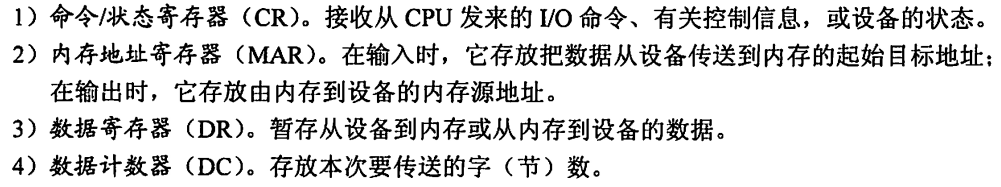 1）命令/状态寄存器（CR）。接收从 CPU 发来的 I/O 命令、有关控制信息，或设备的状态。
2）内存地址寄存器（MAR）。在输入时，它存放把数据从设备传送到内存的起始目标地址；
在输出时，它存放由内存到设备的内存源地址。
3）数据寄存器（DR）。暂存从设备到内存或从内存到设备的数据。
4）数据计数器（DC）。存放本次要传送的字（节）数。